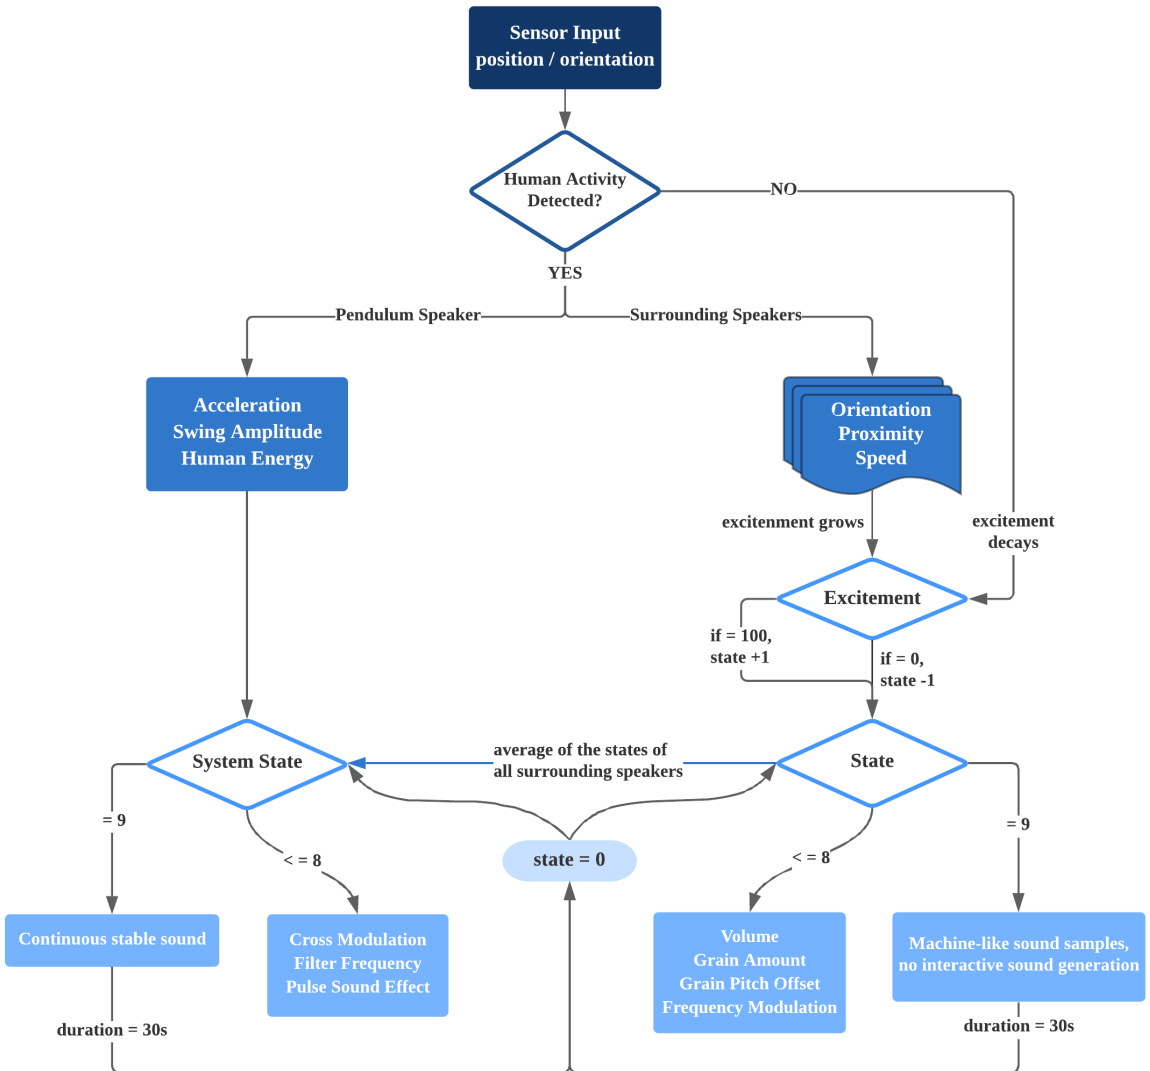 Sensor Input
position / orientation
Human Activity
Detected?
NO
YES
Pendulum Speaker
Surrounding Speakers
Acceleration
Swing Amplitude
Human Energy
Orientation
Proximity
Speed
excitenment grows
excitement
decays
Excitement
if = 100,
state +1
if = 0,
state -1
System State
average of the states of
all surrounding speakers
State
= 9
< = 8
state = 0
< = 8
= 9
Continuous stable sound
Cross Modulation
Filter Frequency
Pulse Sound Effect
Volume
Grain Amount
Grain Pitch Offset
Frequency Modulation
Machine-like sound samples,
no interactive sound generation
duration = 30s
duration = 30s